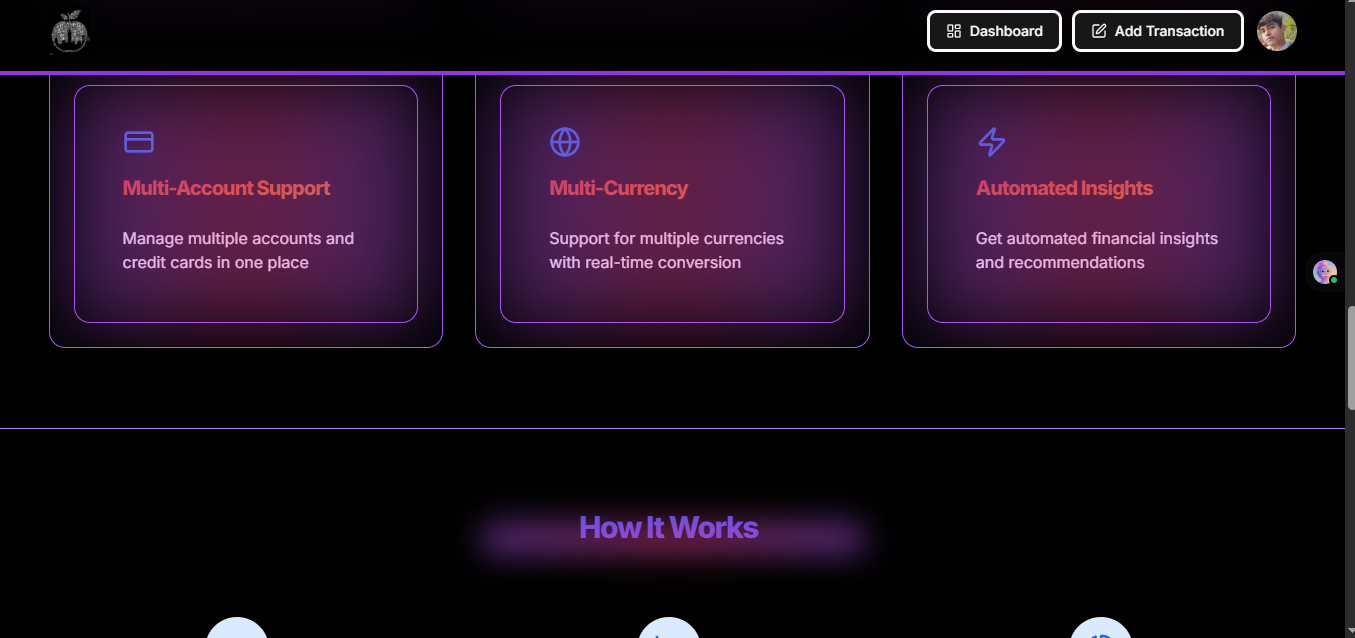 Dashboard
Add Transaction
Multi-Account Support
Manage multiple accounts and
credit cards in one place
Multi-Currency
Support for multiple currencies
with real-time conversion
Automated Insights
Get automated financial insights
and recommendations
How It Works